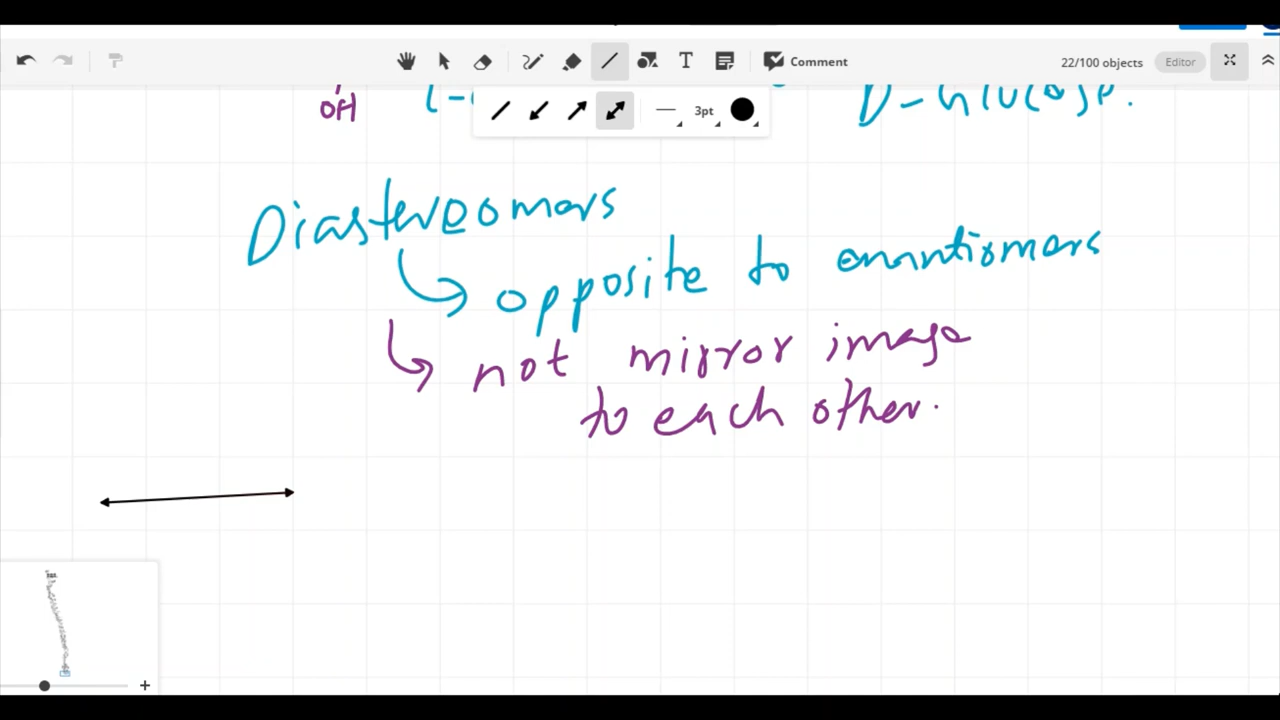 Comment 22/100 objects Editor
3pt
OH D-Glucose.
Diastereomers
opposite to enantiomers
not mirror image
to each other.